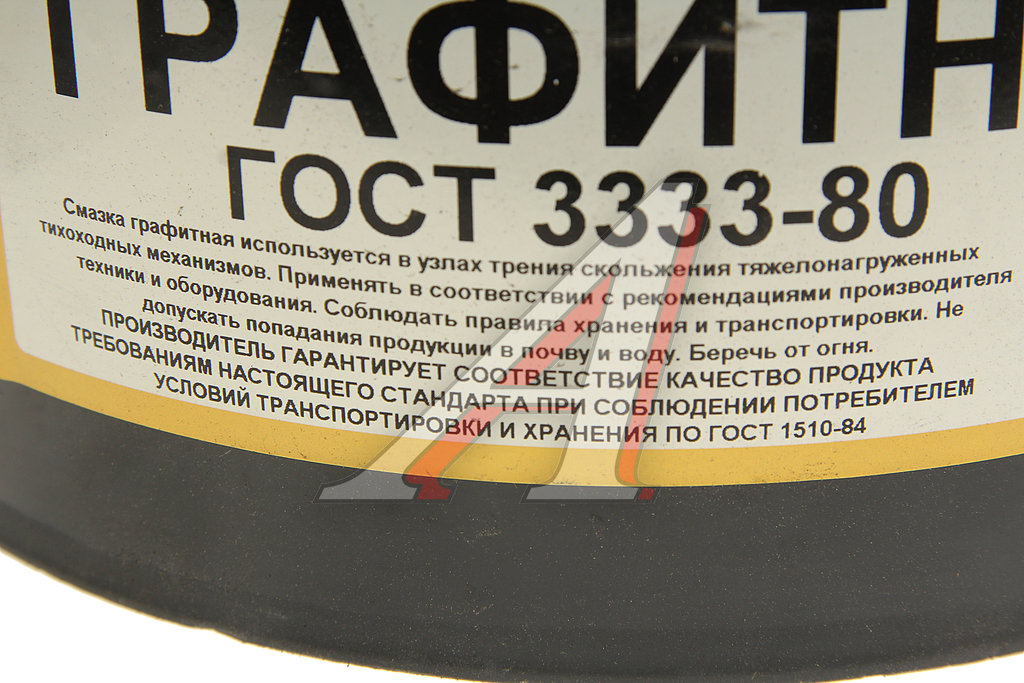 ГРАФИТН
ГОСТ 3333-80
Смазка графитная используется в узлах трения скольжения тяжелонагруженных
тихоходных механизмов. Применять в соответствии с рекомендациями производителя
техники и оборудования. Соблюдать правила хранения и транспортировки. Не
допускать попадания продукции в почву и воду. Беречь от огня.
ПРОИЗВОДИТЕЛЬ ГАРАНТИРУЕТ СООТВЕТСТВИЕ КАЧЕСТВО ПРОДУКТА
ТРЕБОВАНИЯМ НАСТОЯЩЕГО СТАНДАРТА ПРИ СОБЛЮДЕНИИ ПОТРЕБИТЕЛЕМ
УСЛОВИЙ ТРАНСПОРТИРОВКИ И ХРАНЕНИЯ ПО ГОСТ 1510-84